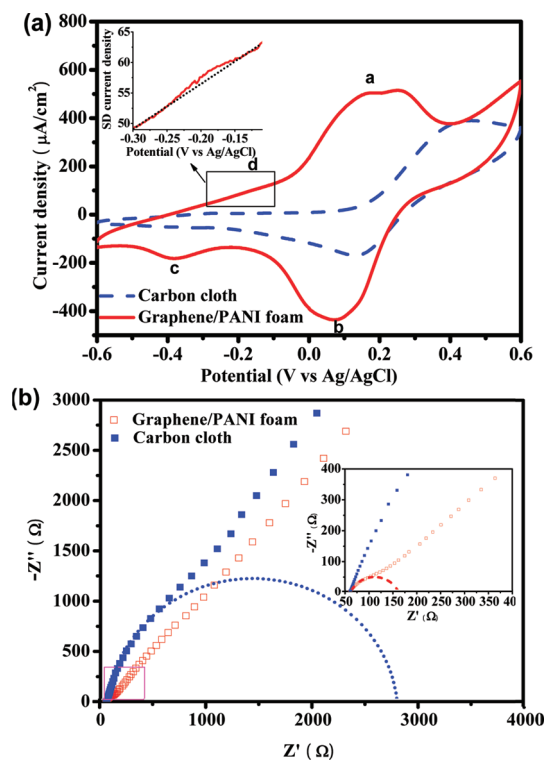 (a)
Current density ( μA/cm²)
800
600
400
200
0
-200
-400
SD current density
65
60
55
50
-0.30 -0.25 -0.20 -0.15
Potential (V vs Ag/AgCl)
a
d
c
b
Carbon cloth
Graphene/PANI foam
-0.6 -0.4 -0.2 0.0 0.2 0.4 0.6
Potential (V vs Ag/AgCl)
(b)
-Z'' ( Ω)
3000
2500
2000
1500
1000
500
0
Graphene/PANI foam
Carbon cloth
-Z'' (Ω)
400
300
200
100
0
50 100 150 200 250 300 350 40
Z' (Ω)
0 1000 2000 3000 4000
Z' ( Ω)